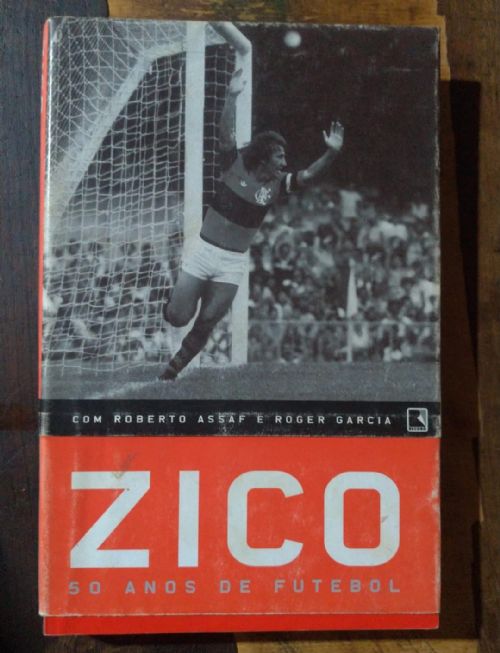 COM ROBERTO ASSAF E ROGER GARCIA
ZICO
50 ANOS DE FUTEBOL